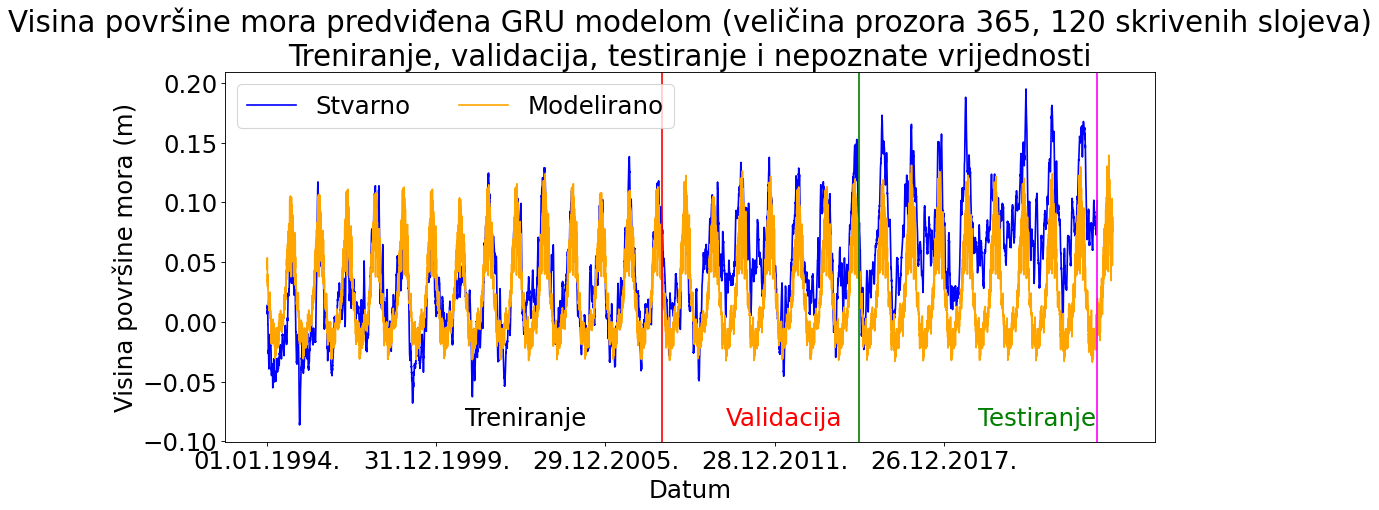 Visina površine mora predviđena GRU modelom (veličina prozora 365, 120 skrivenih slojeva)
Treniranje, validacija, testiranje i nepoznate vrijednosti
Stvarno
Modelirano
Visina površine mora (m)
0.20
0.15
0.10
0.05
0.00
−0.05
−0.10
Treniranje
Validacija
Testiranje
01.01.1994.
31.12.1999.
29.12.2005.
28.12.2011.
26.12.2017.
Datum